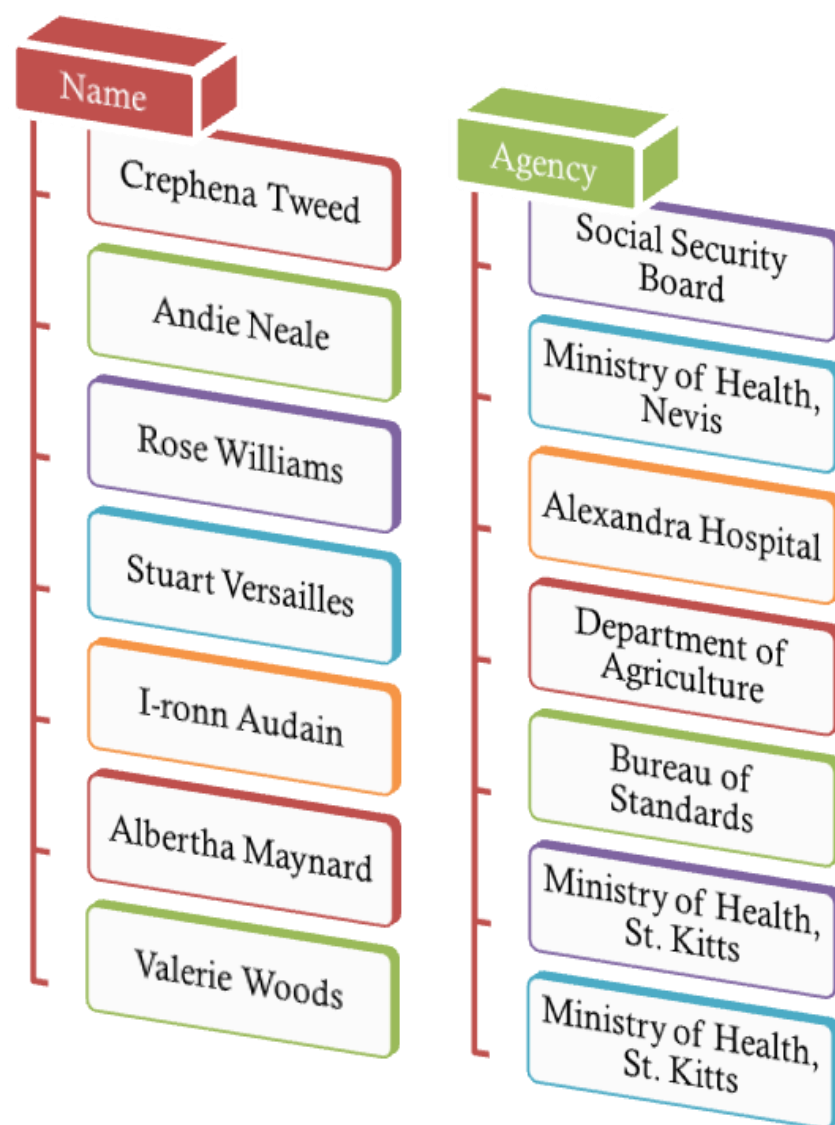 Name
Crephena Tweed
Andie Neale
Rose Williams
Stuart Versailles
I-ronn Audain
Albertha Maynard
Valerie Woods
Agency
Social Security
Board
Ministry of Health,
Nevis
Alexandra Hospital
Department of
Agriculture
Bureau of
Standards
Ministry of Health,
St. Kitts
Ministry of Health,
St. Kitts